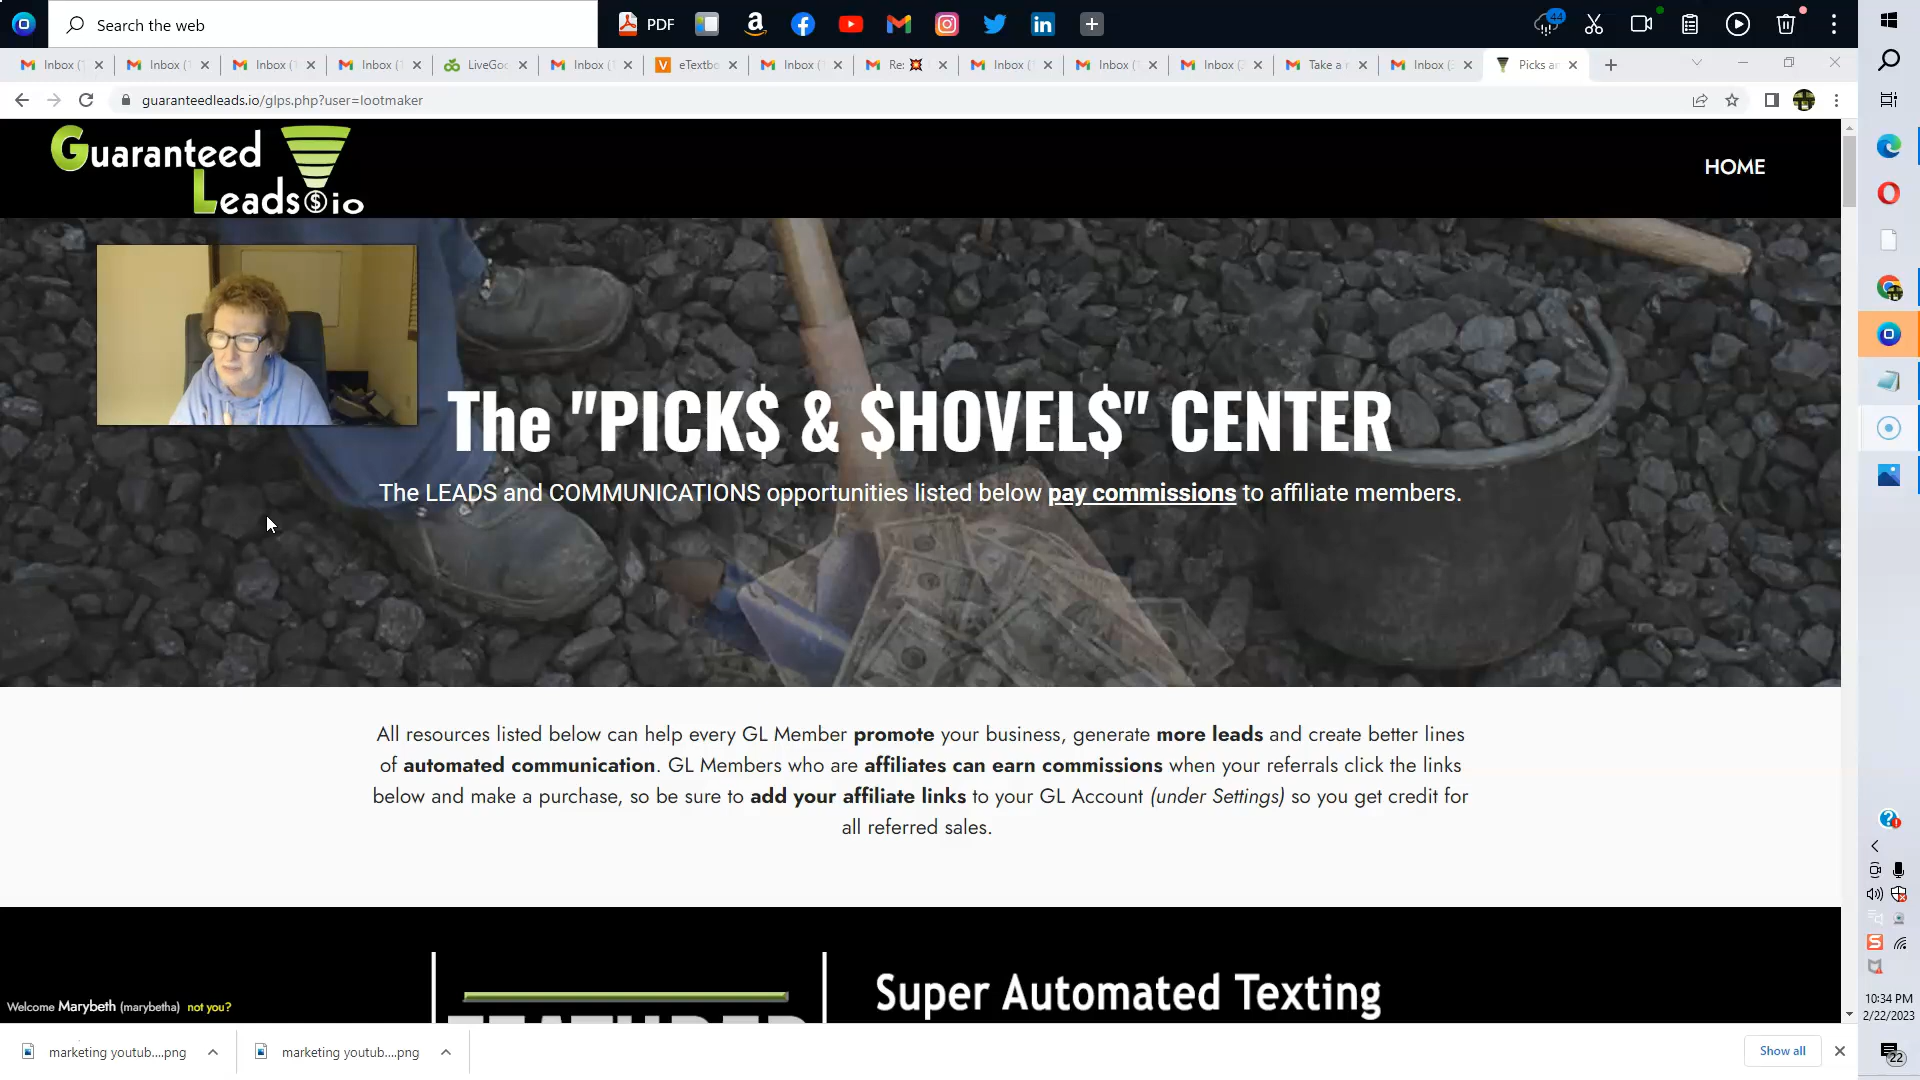 Search the web
PDF
44
Inbox (
Inbox (
Inbox (
Inbox (
LiveGoo
Inbox (
eTextbo
Inbox (
Re:
Inbox (
Inbox (
Inbox (
Take a
Inbox (
Picks an
guaranteedleads.io/glps.php?user=lootmaker
Guaranteed
Leads$io
HOME
The "PICK$ & $HOVEL$" CENTER
The LEADS and COMMUNICATIONS opportunities listed below pay commissions to affiliate members.
All resources listed below can help every GL Member promote your business, generate more leads and create better lines
of automated communication. GL Members who are affiliates can earn commissions when your referrals click the links
below and make a purchase, so be sure to add your affiliate links to your GL Account (under Settings) so you get credit for
all referred sales.
Super Automated Texting
FEATURED
Welcome Marybeth (marybetha) not you?
marketing youtub....png
marketing youtub....png
Show all
10:34 PM
2/22/2023
22